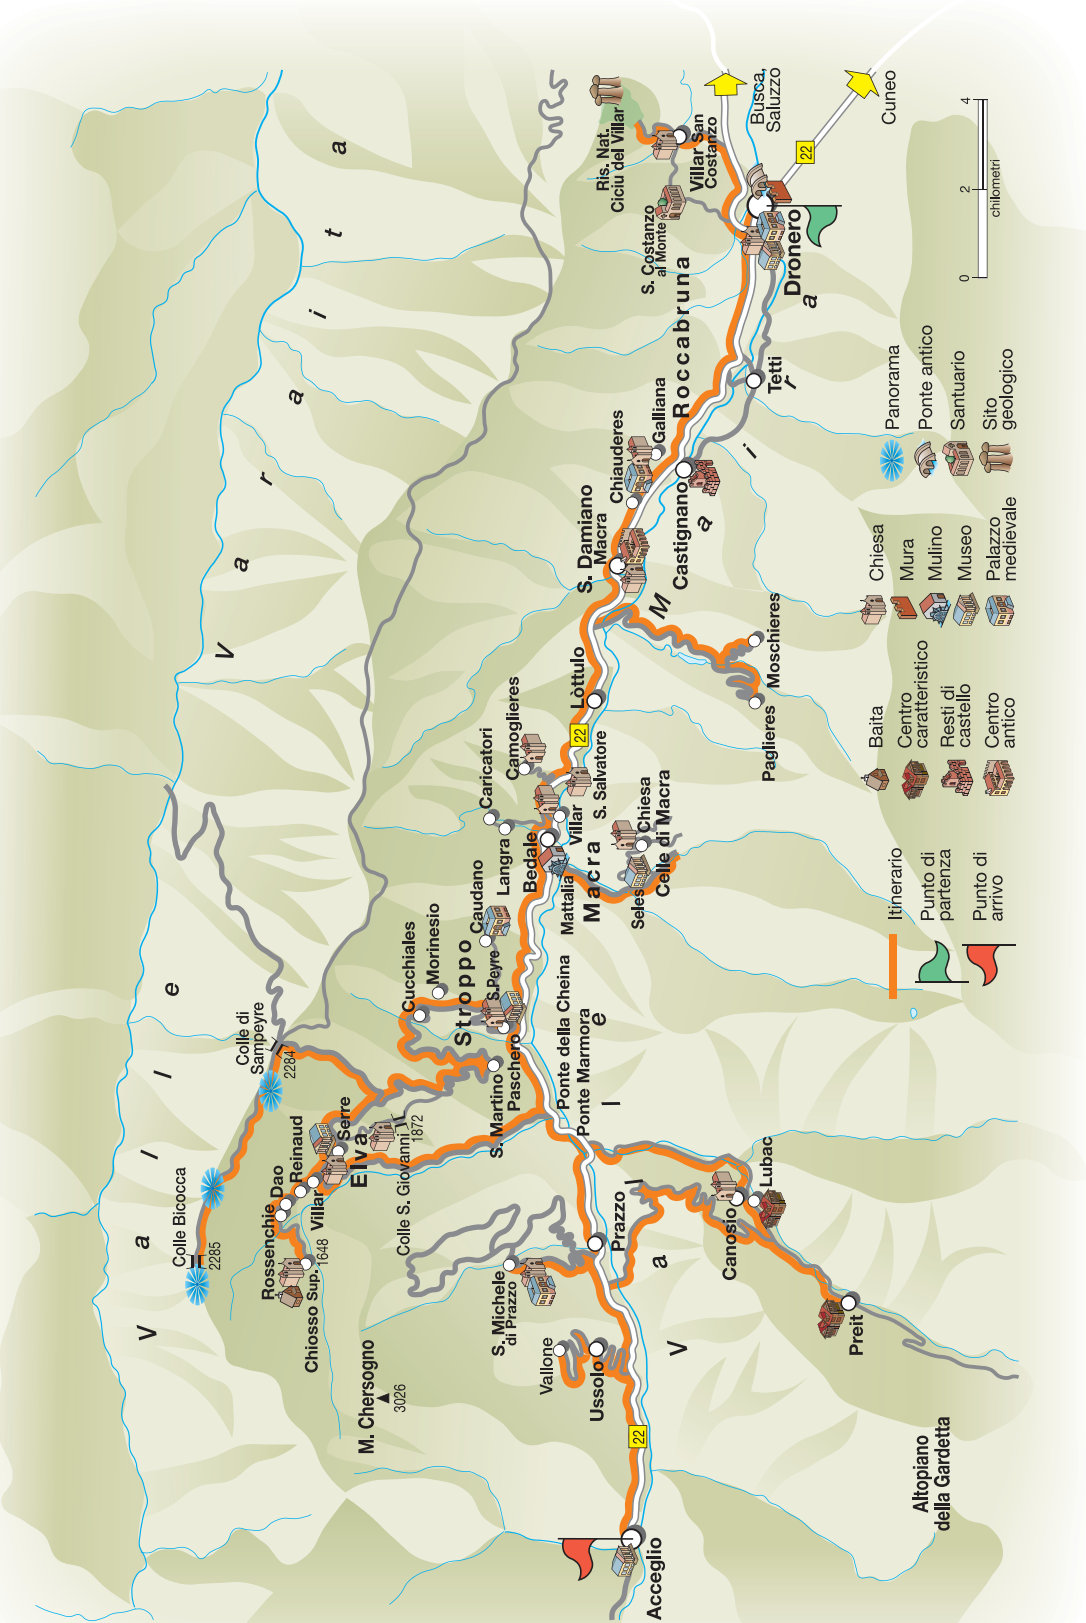 Valle Varaita
Valle Maira
Colle Bicocca
2285
Colle di
Sampeyre
2284
Rossenchie
Dao
Reinaud
Villar
Serre
Elva
Chiosso Sup.
1648
Colle S. Giovanni
1872
M. Chersogno
3026
S. Michele
di Prazzo
Vallone
Ussolo
22
Acceglio
Prazzo
Canosio
Lubac
Preit
Altopiano
della Gardetta
Ponte della Cheina
Ponte Marmora
S. Martino
Paschero
Stroppo
S.Peyre
Cucchiales
Morinesio
Caudano
Langra
Caricatori
Camoglieres
Bedale
Villar
S. Salvatore
Mattalia
Macra
Seles
Chiesa
Celle di Macra
22
Lòttulo
Paglieres
Moschieres
S. Damiano
Macra
Chiauderes
Galliana
Castignano
Roccabruna
Tetti
Dronero
S. Costanzo
al Monte
Villar San
Costanzo
Ris. Nat.
Ciciu del Villar
Busca,
Saluzzo
22
Cuneo
0 2 4
chilometri
Itinerario
Punto di
partenza
Punto di
arrivo
Baita
Centro
caratteristico
Resti di
castello
Centro
antico
Chiesa
Mura
Mulino
Museo
Palazzo
medievale
Panorama
Ponte antico
Santuario
Sito
geologico